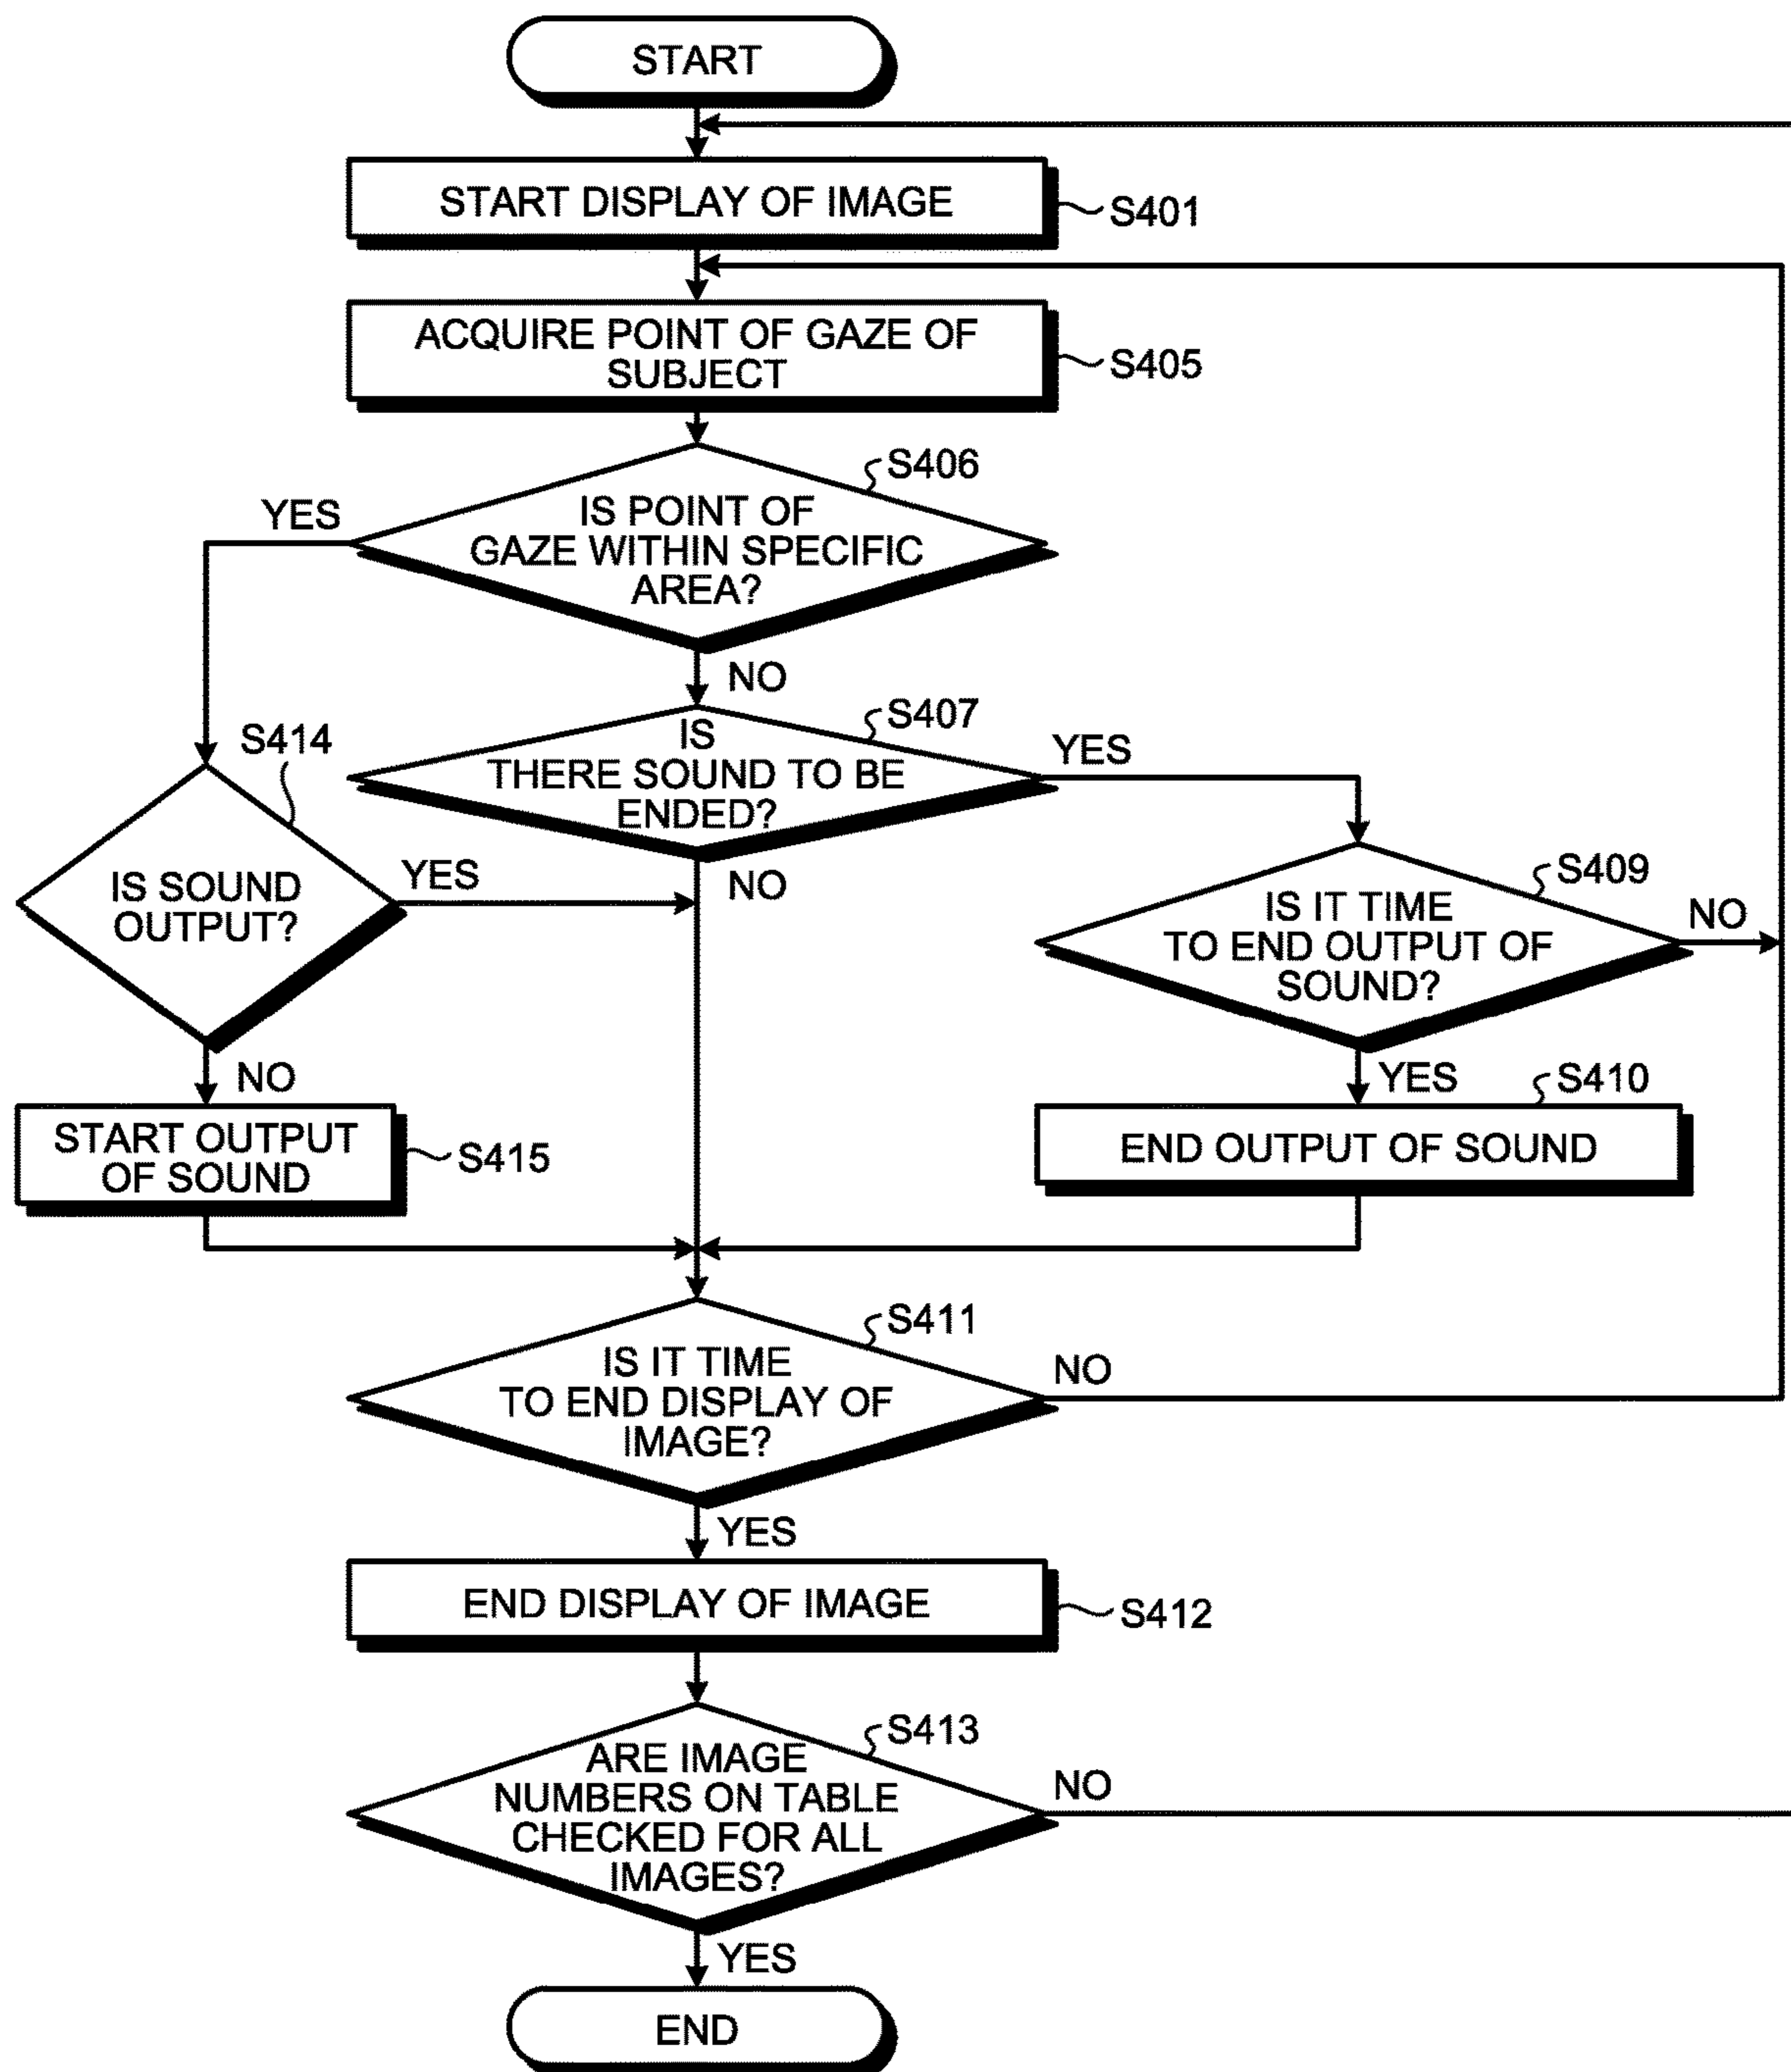 START
START DISPLAY OF IMAGE
S401
ACQUIRE POINT OF GAZE OF
SUBJECT
S405
S406
YES
IS POINT OF
GAZE WITHIN SPECIFIC
AREA?
NO
S407
S414
IS
THERE SOUND TO BE
ENDED?
YES
IS SOUND
OUTPUT?
YES
NO
S409
IS IT TIME
TO END OUTPUT OF
SOUND?
NO
NO
YES
S410
START OUTPUT
OF SOUND
S415
END OUTPUT OF SOUND
S411
IS IT TIME
TO END DISPLAY OF
IMAGE?
NO
YES
END DISPLAY OF IMAGE
S412
S413
ARE IMAGE
NUMBERS ON TABLE
CHECKED FOR ALL
IMAGES?
NO
YES
END